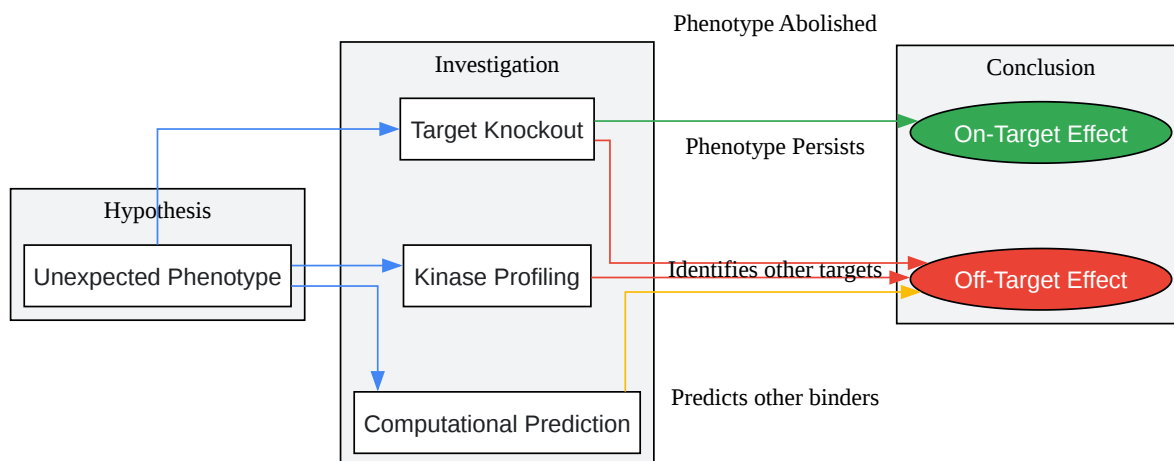 Phenotype Abolished
Investigation
Conclusion
Target Knockout
On-Target Effect
Phenotype Persists
Hypothesis
Unexpected Phenotype
Kinase Profiling
Identifies other targets
Off-Target Effect
Computational Prediction
Predicts other binders